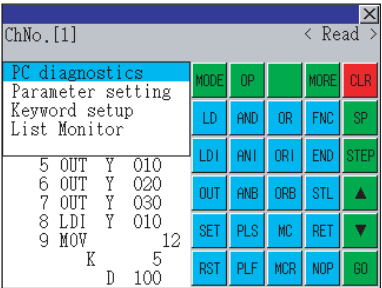 ChNo.[1] < Read >
PC diagnostics
Parameter setting
Keyword setup
List Monitor
5 OUT Y 010
6 OUT Y 020
7 OUT Y 030
8 LDI Y 010
9 MOV 12
K 5
D 100
MODE OP MORE CLR
LD AND OR FNC SP
LDI ANI ORI END STEP
OUT ANB ORB STL ▲
SET PLS MC RET ▼
RST PLF MCR NOP GO